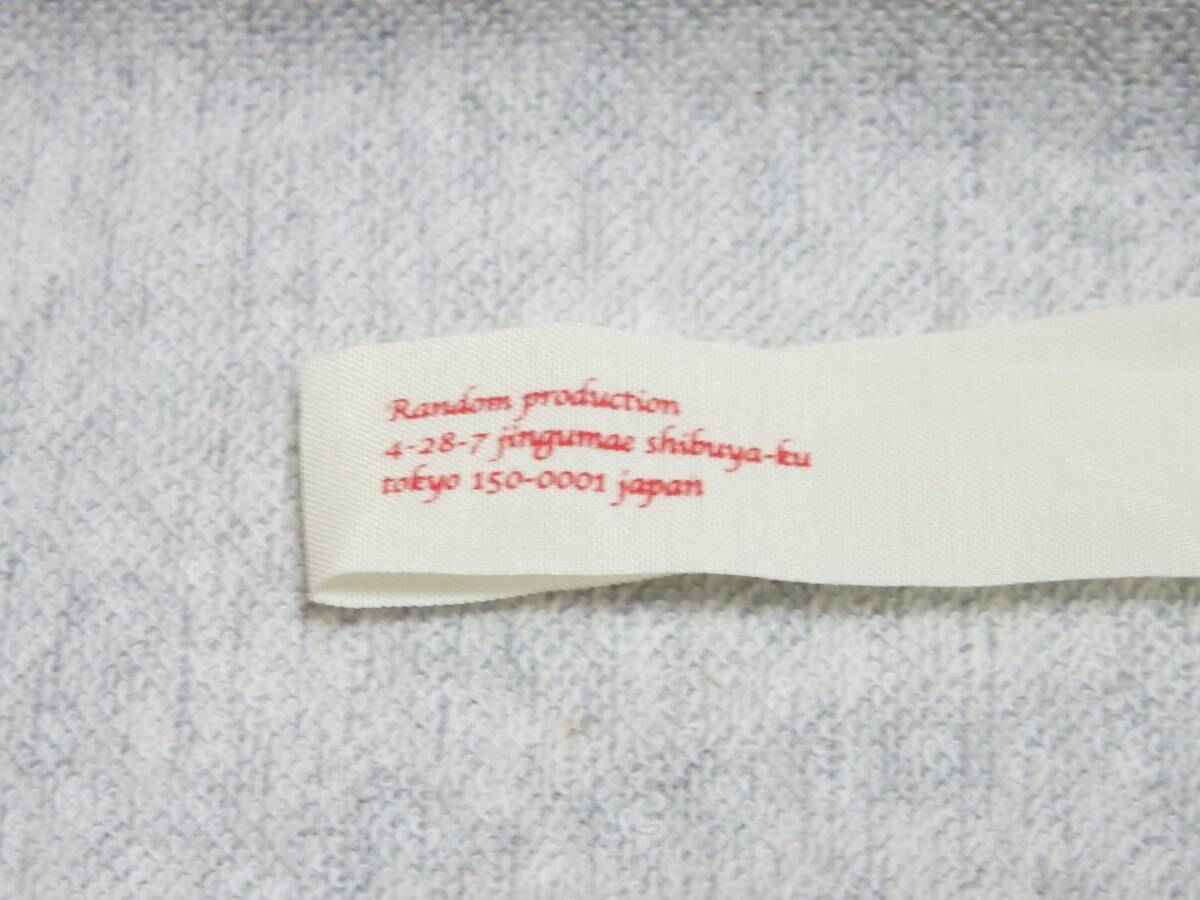 Random production
4-28-7 jingumae shibuya-ku
tokyo 150-0001 japan